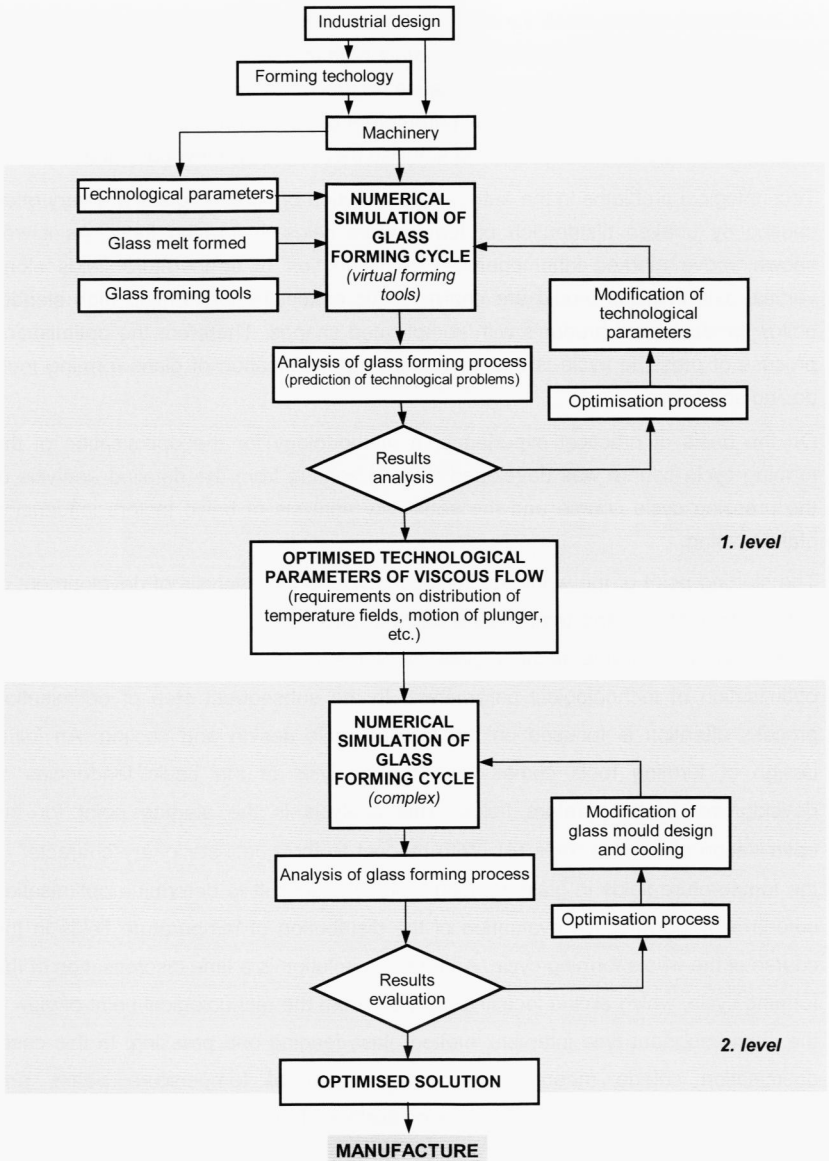 Industrial design
Forming techology
Machinery
Technological parameters
Glass melt formed
Glass froming tools
NUMERICAL
SIMULATION OF
GLASS
FORMING CYCLE
(virtual forming
tools)
Modification of
technological
parameters
Analysis of glass forming process
(prediction of technological problems)
Optimisation process
Results
analysis
1. level
OPTIMISED TECHNOLOGICAL
PARAMETERS OF VISCOUS FLOW
(requirements on distribution of
temperature fields, motion of plunger,
etc.)
NUMERICAL
SIMULATION OF
GLASS
FORMING CYCLE
(complex)
Modification of
glass mould design
and cooling
Analysis of glass forming process
Optimisation process
Results
evaluation
2. level
OPTIMISED SOLUTION
MANUFACTURE